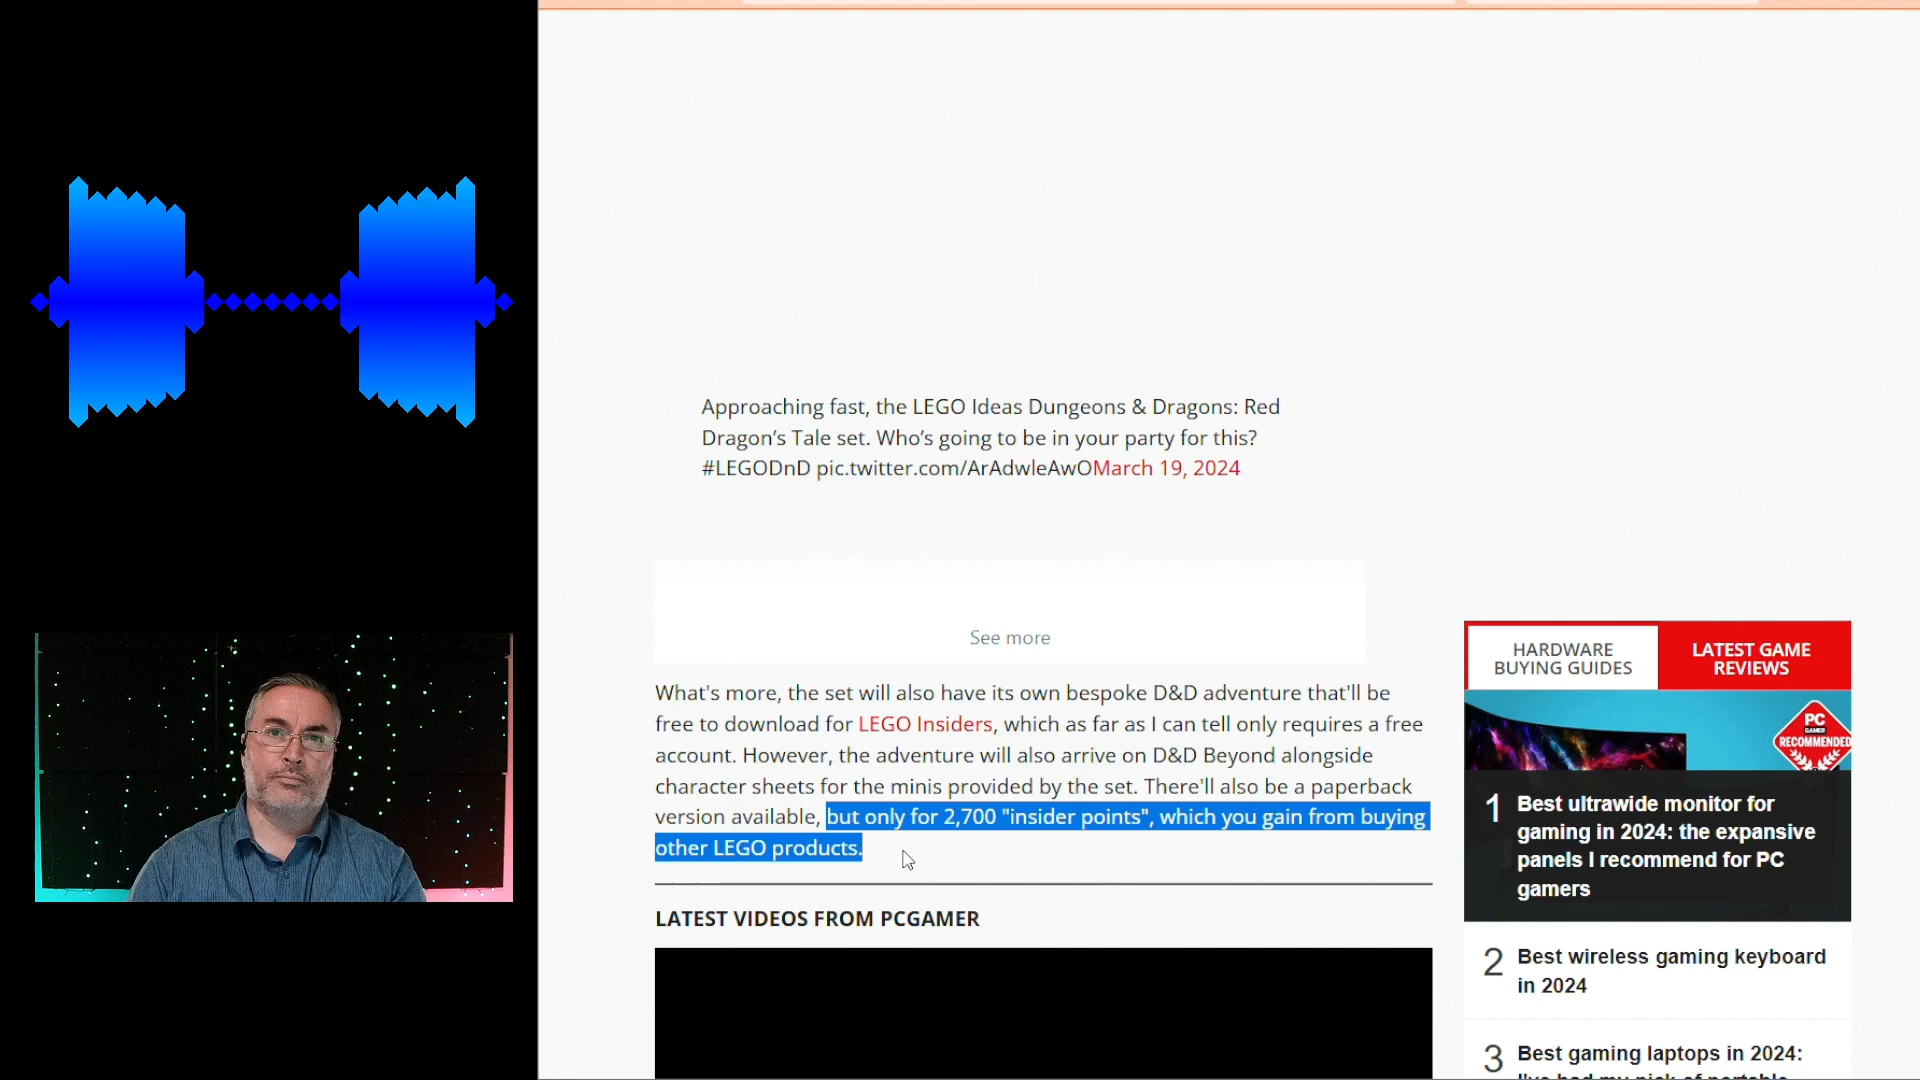 Approaching fast, the LEGO Ideas Dungeons & Dragons: Red
Dragon’s Tale set. Who’s going to be in your party for this?
#LEGODnD pic.twitter.com/ArAdwleAwOMarch 19, 2024
See more
What's more, the set will also have its own bespoke D&D adventure that'll be
free to download for LEGO Insiders, which as far as I can tell only requires a free
account. However, the adventure will also arrive on D&D Beyond alongside
character sheets for the minis provided by the set. There'll also be a paperback
version available, but only for 2,700 "insider points", which you gain from buying
other LEGO products.
LATEST VIDEOS FROM PCGAMER
HARDWARE
BUYING GUIDES
LATEST GAME
REVIEWS
PC
GAMER
RECOMMENDED
1 Best ultrawide monitor for
gaming in 2024: the expansive
panels I recommend for PC
gamers
2 Best wireless gaming keyboard
in 2024
3 Best gaming laptops in 2024:
I've had my pick of portable